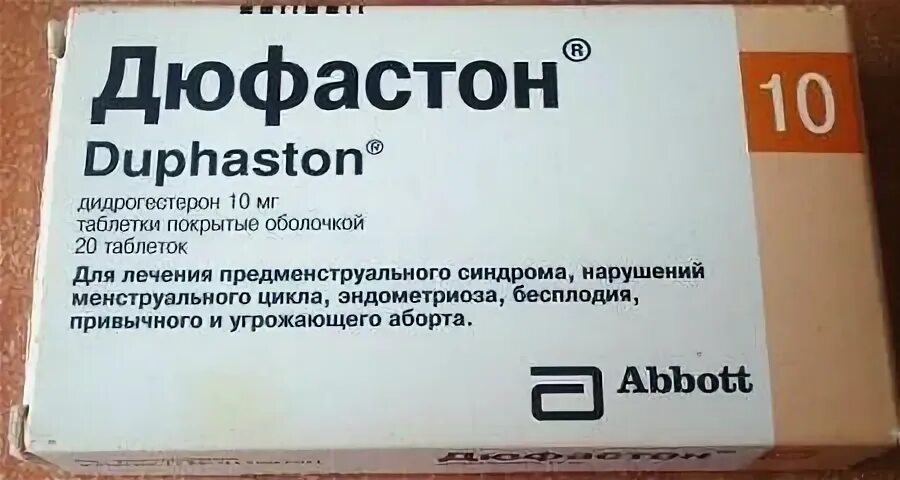 Дюфастон®
10
Duphaston®
дидрогестерон 10 мг
таблетки покрытые оболочкой
20 таблеток
Для лечения предменструального синдрома, нарушений
менструального цикла, эндометриоза, бесплодия,
привычного и угрожающего аборта.
Abbott
Дюфастон